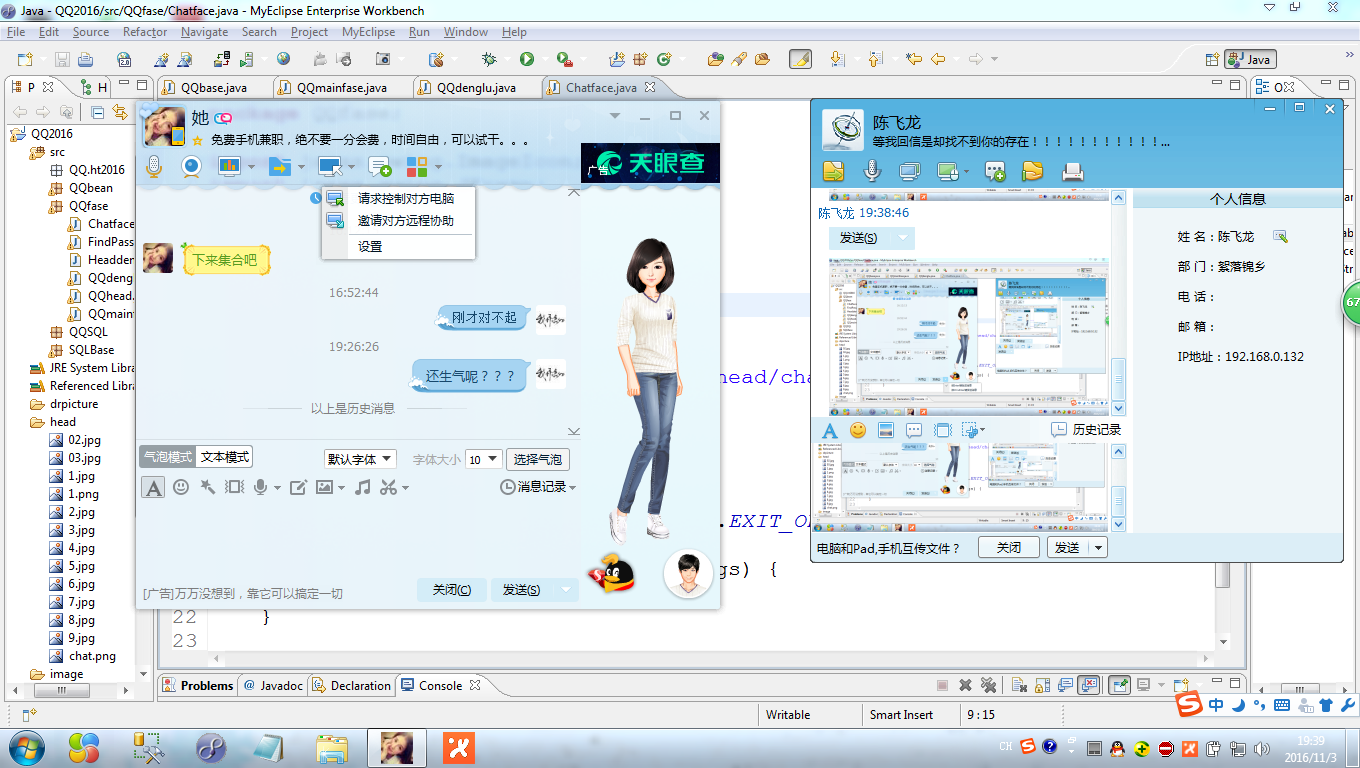 Java - QQ2016/src/QQfase/Chatface.java - MyEclipse Enterprise Workbench
File Edit Source Refactor Navigate Search Project MyEclipse Run Window Help
Java
P H QQbase.java QQmainfase.java QQdenglu.java Chatface.java
QQ2016
src
QQ.ht2016
QQbean
QQfase
Chatface
FindPass
Headder
QQdeng
QQhead.
QQmain
QQSQL
SQLBase
JRE System Libra
Referenced Libra
drpicture
head
02.jpg
03.jpg
1.jpg
1.png
2.jpg
3.jpg
4.jpg
5.jpg
6.jpg
7.jpg
8.jpg
9.jpg
chat.png
image
她
免费手机兼职，绝不要一分会费，时间自由，可以试干。。。
广告
天眼查
请求控制对方电脑
邀请对方远程协助
设置
下来集合吧
16:52:44
刚才对不起
19:26:26
还生气呢？？？
以上是历史消息
气泡模式 文本模式 默认字体 字体大小 10 选择气泡
消息记录
[广告]万万没想到，靠它可以搞定一切
关闭(C) 发送(S)
head/cha
.EXIT_O
gs) {
22 }
23
陈飞龙
等我回信是却找不到你的存在！！！！！！！！！！！...
陈飞龙 19:38:46
发送(S)
历史记录
电脑和Pad,手机互传文件？ 关闭 发送
个人信息
姓 名：陈飞龙
部 门：絮落锦乡
电 话：
邮 箱：
IP地址：192.168.0.132
67
Problems @ Javadoc Declaration Console
Writable Smart Insert 9 : 15
中
CH
19:39
2016/11/3